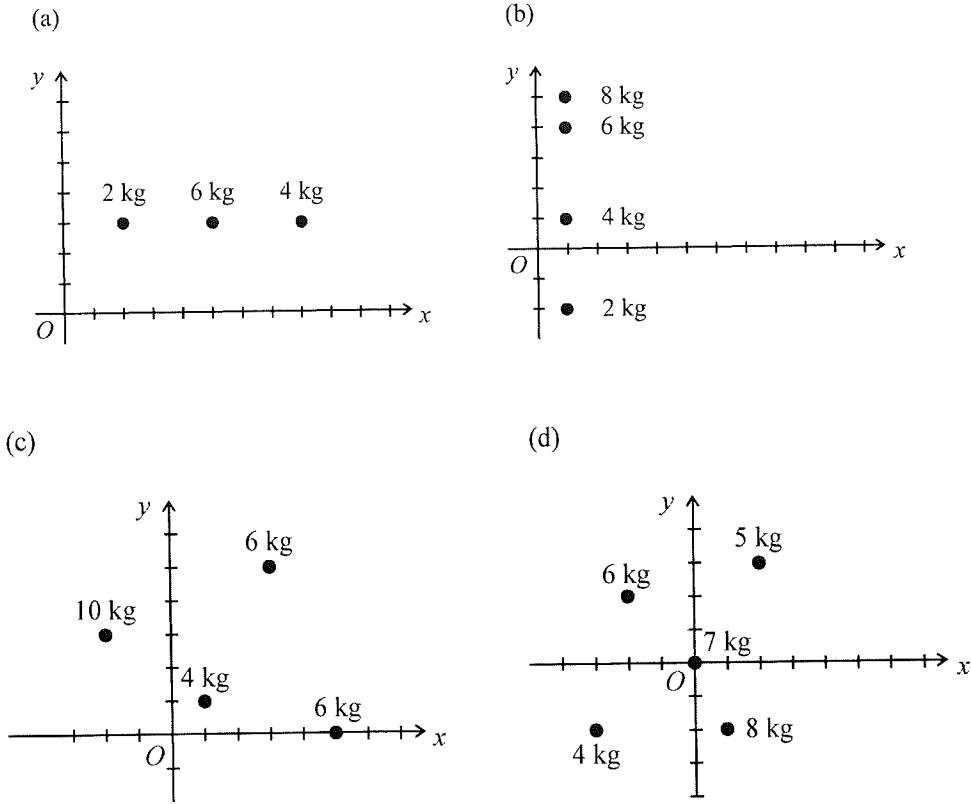 (a)
y
2 kg 6 kg 4 kg
O
x
(b)
y
8 kg
6 kg
4 kg
O
x
2 kg
(c)
y
6 kg
10 kg
4 kg
6 kg
O
x
(d)
y
5 kg
6 kg
7 kg
O
x
4 kg
8 kg